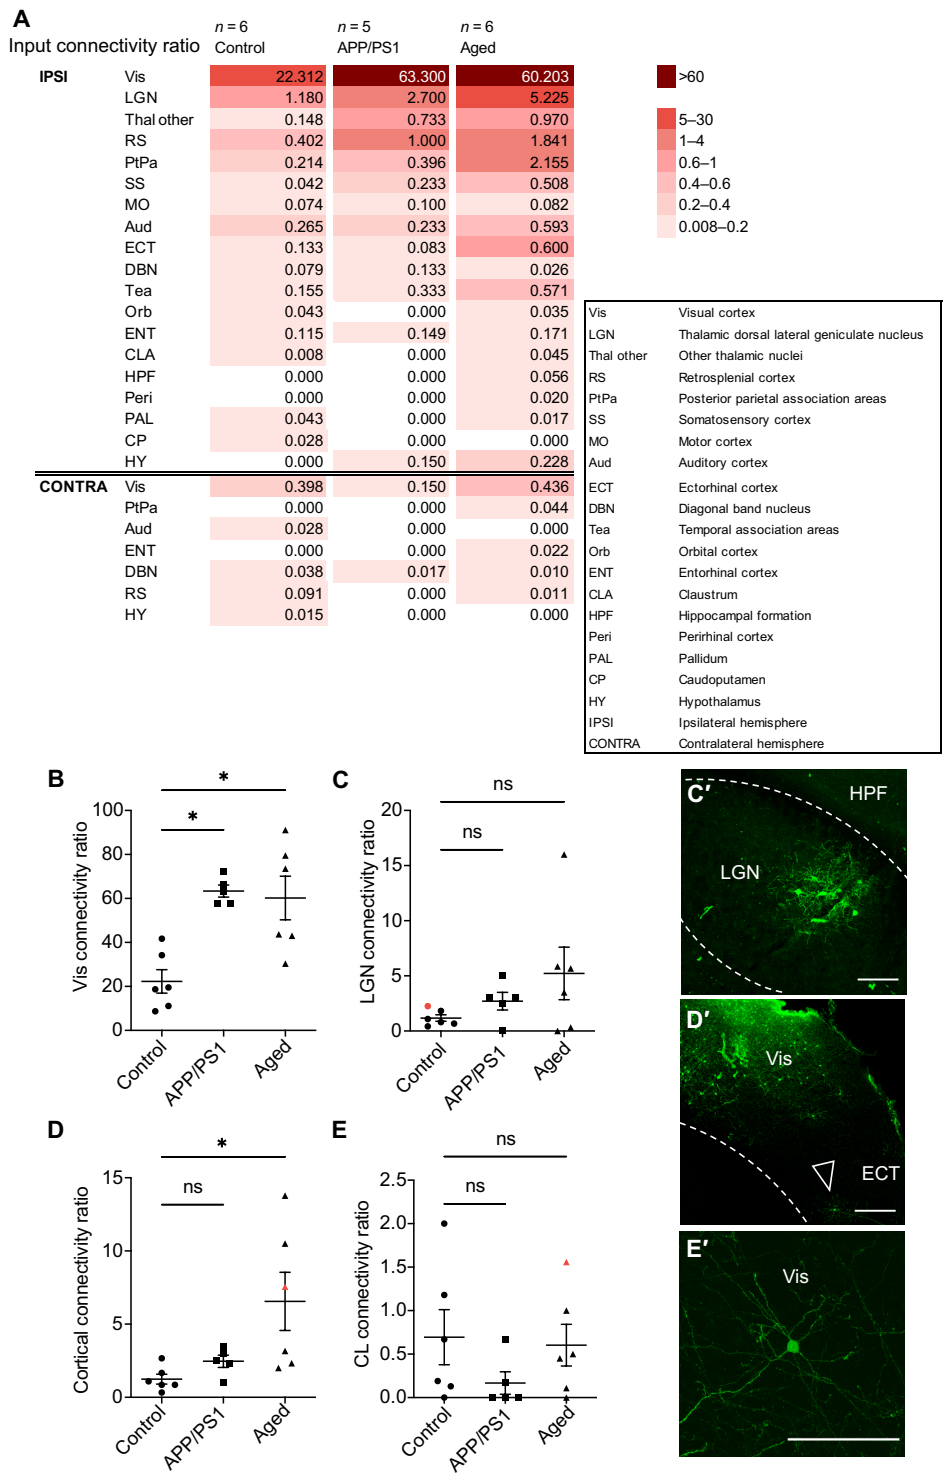 A
Input connectivity ratio
n = 6 n = 5 n = 6
Control APP/PS1 Aged
IPSI Vis 22.312 63.300 60.203
LGN 1.180 2.700 5.225
Thal other 0.148 0.733 0.970
RS 0.402 1.000 1.841
PtPa 0.214 0.396 2.155
SS 0.042 0.233 0.508
MO 0.074 0.100 0.082
Aud 0.265 0.233 0.593
ECT 0.133 0.083 0.600
DBN 0.079 0.133 0.026
Tea 0.155 0.333 0.571
Orb 0.043 0.000 0.035
ENT 0.115 0.149 0.171
CLA 0.008 0.000 0.045
HPF 0.000 0.000 0.056
Peri 0.000 0.000 0.020
PAL 0.043 0.000 0.017
CP 0.028 0.000 0.000
HY 0.000 0.150 0.228
CONTRA Vis 0.398 0.150 0.436
PtPa 0.000 0.000 0.044
Aud 0.028 0.000 0.000
ENT 0.000 0.000 0.022
DBN 0.038 0.017 0.010
RS 0.091 0.000 0.011
HY 0.015 0.000 0.000
>60
5–30
1–4
0.6–1
0.4–0.6
0.2–0.4
0.008–0.2
Vis Visual cortex
LGN Thalamic dorsal lateral geniculate nucleus
Thal other Other thalamic nuclei
RS Retrosplenial cortex
PtPa Posterior parietal association areas
SS Somatosensory cortex
MO Motor cortex
Aud Auditory cortex
ECT Ectorhinal cortex
DBN Diagonal band nucleus
Tea Temporal association areas
Orb Orbital cortex
ENT Entorhinal cortex
CLA Claustrum
HPF Hippocampal formation
Peri Perirhinal cortex
PAL Pallidum
CP Caudoputamen
HY Hypothalamus
IPSI Ipsilateral hemisphere
CONTRA Contralateral hemisphere
B
Vis connectivity ratio
100
80
60
40
20
0
*
*
Control APP/PS1 Aged
C
LGN connectivity ratio
20
15
10
5
0
ns
ns
Control APP/PS1 Aged
C′
HPF
LGN
D
Cortical connectivity ratio
15
10
5
0
*
ns
Control APP/PS1 Aged
E
CL connectivity ratio
2.5
2.0
1.5
1.0
0.5
0.0
ns
ns
Control APP/PS1 Aged
D′
Vis
ECT
E′
Vis